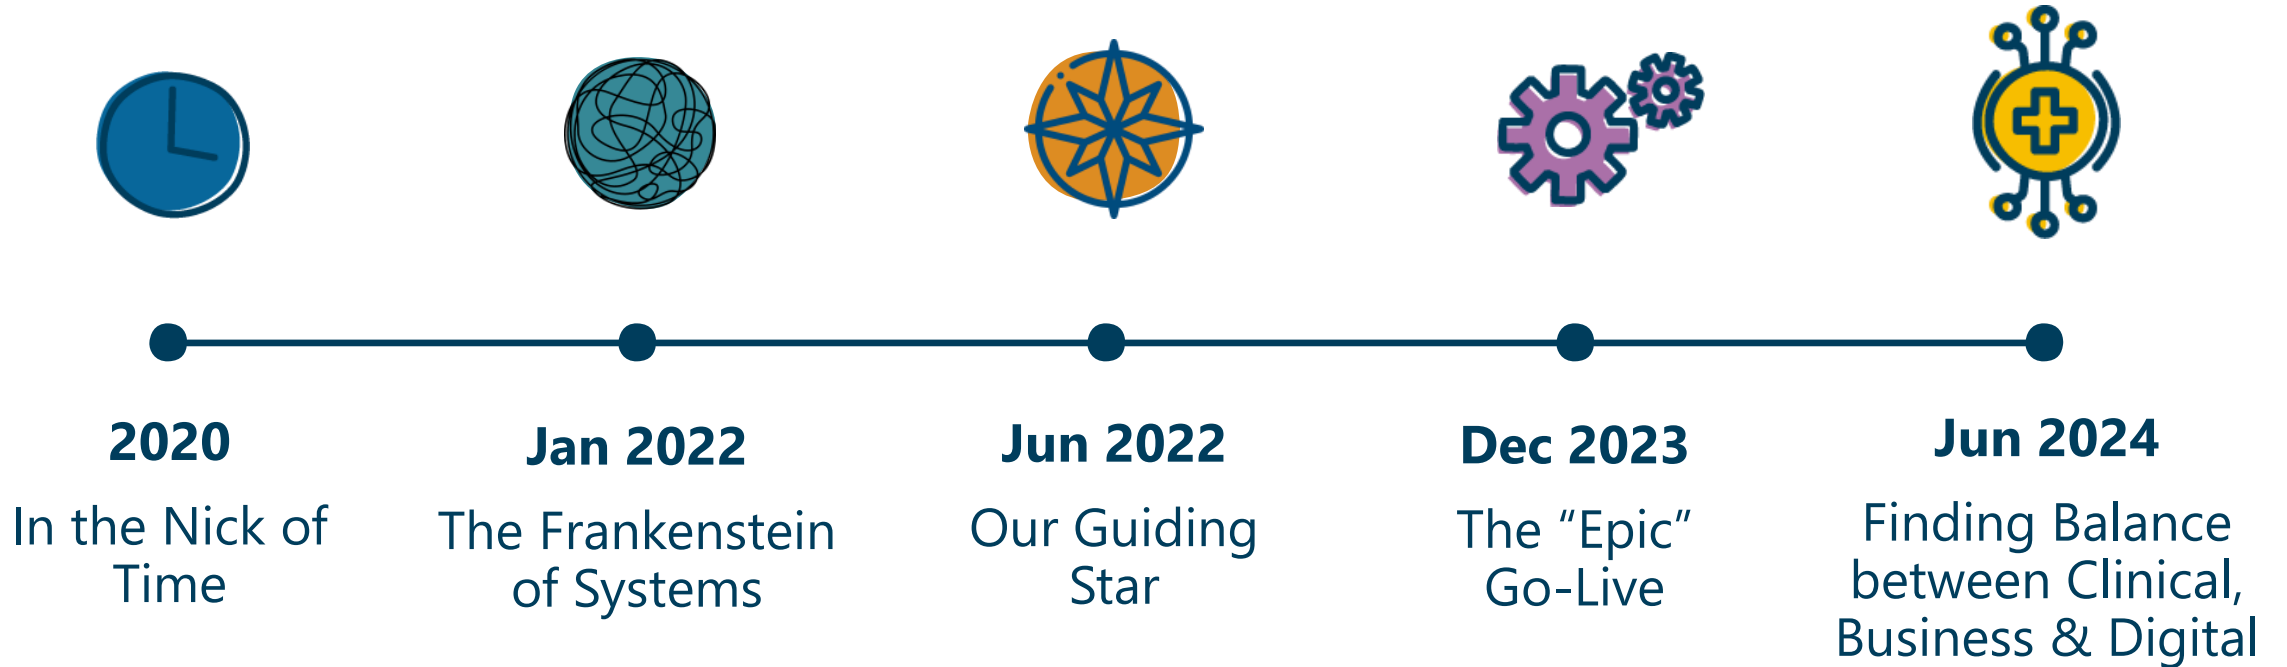 2020
In the Nick of
Time
Jan 2022
The Frankenstein
of Systems
Jun 2022
Our Guiding
Star
Dec 2023
The “Epic”
Go-Live
Jun 2024
Finding Balance
between Clinical,
Business & Digital